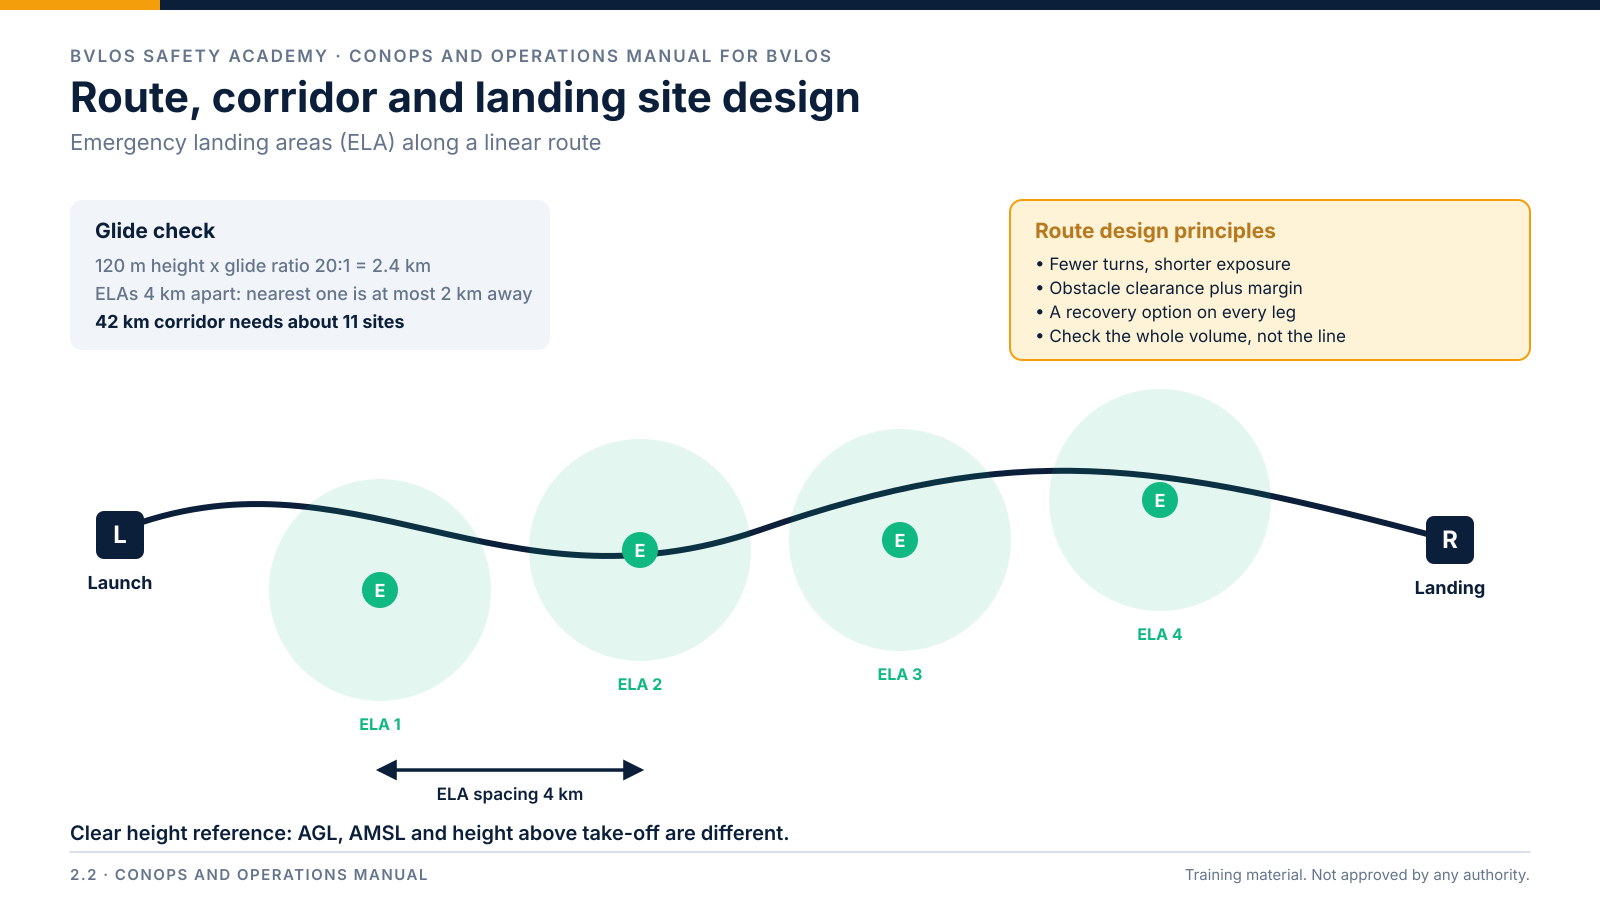 BVLOS SAFETY ACADEMY · CONOPS AND OPERATIONS MANUAL FOR BVLOS
Route, corridor and landing site design
Emergency landing areas (ELA) along a linear route
Glide check
120 m height x glide ratio 20:1 = 2.4 km
ELAs 4 km apart: nearest one is at most 2 km away
42 km corridor needs about 11 sites
Route design principles
• Fewer turns, shorter exposure
• Obstacle clearance plus margin
• A recovery option on every leg
• Check the whole volume, not the line
L
Launch
E
ELA 1
E
ELA 2
E
ELA 3
E
ELA 4
R
Landing
ELA spacing 4 km
Clear height reference: AGL, AMSL and height above take-off are different.
2.2 · CONOPS AND OPERATIONS MANUAL
Training material. Not approved by any authority.